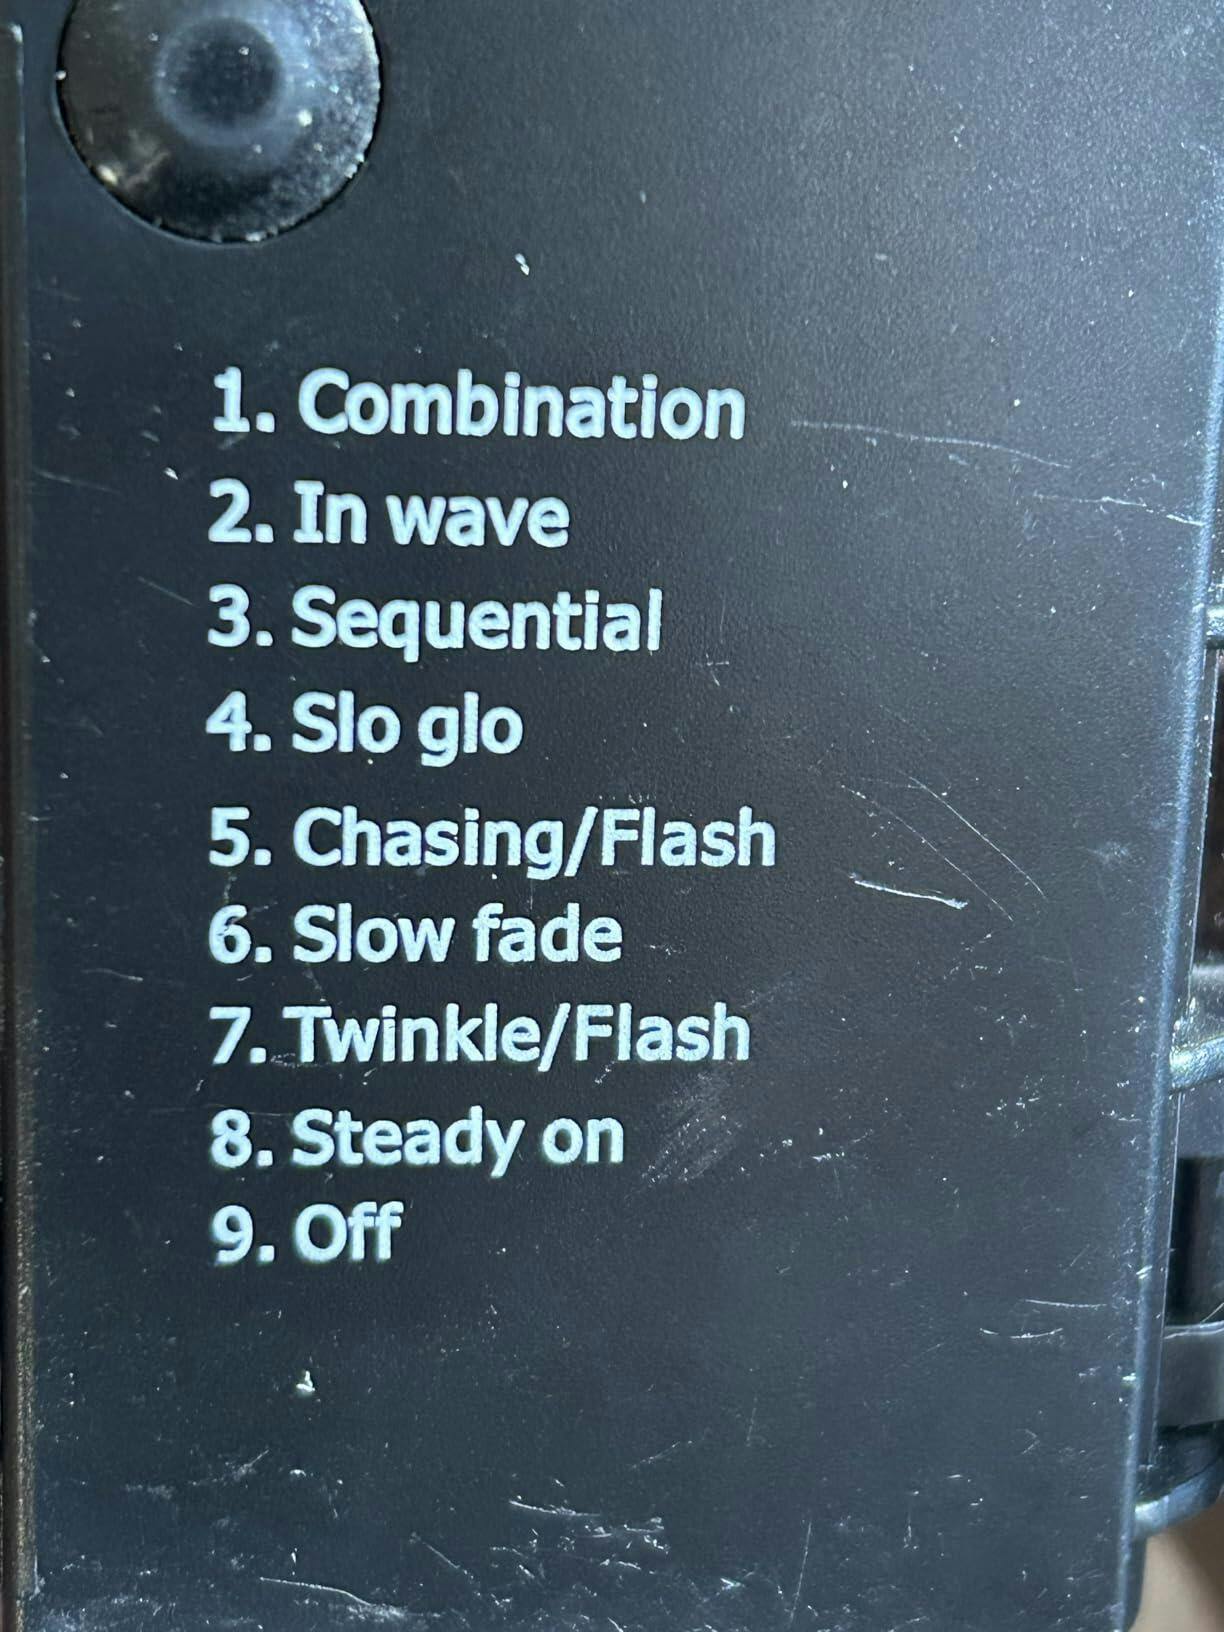 1. Combination
2. In wave
3. Sequential
4. Slo glo
5. Chasing/Flash
6. Slow fade
7. Twinkle/Flash
8. Steady on
9. Off